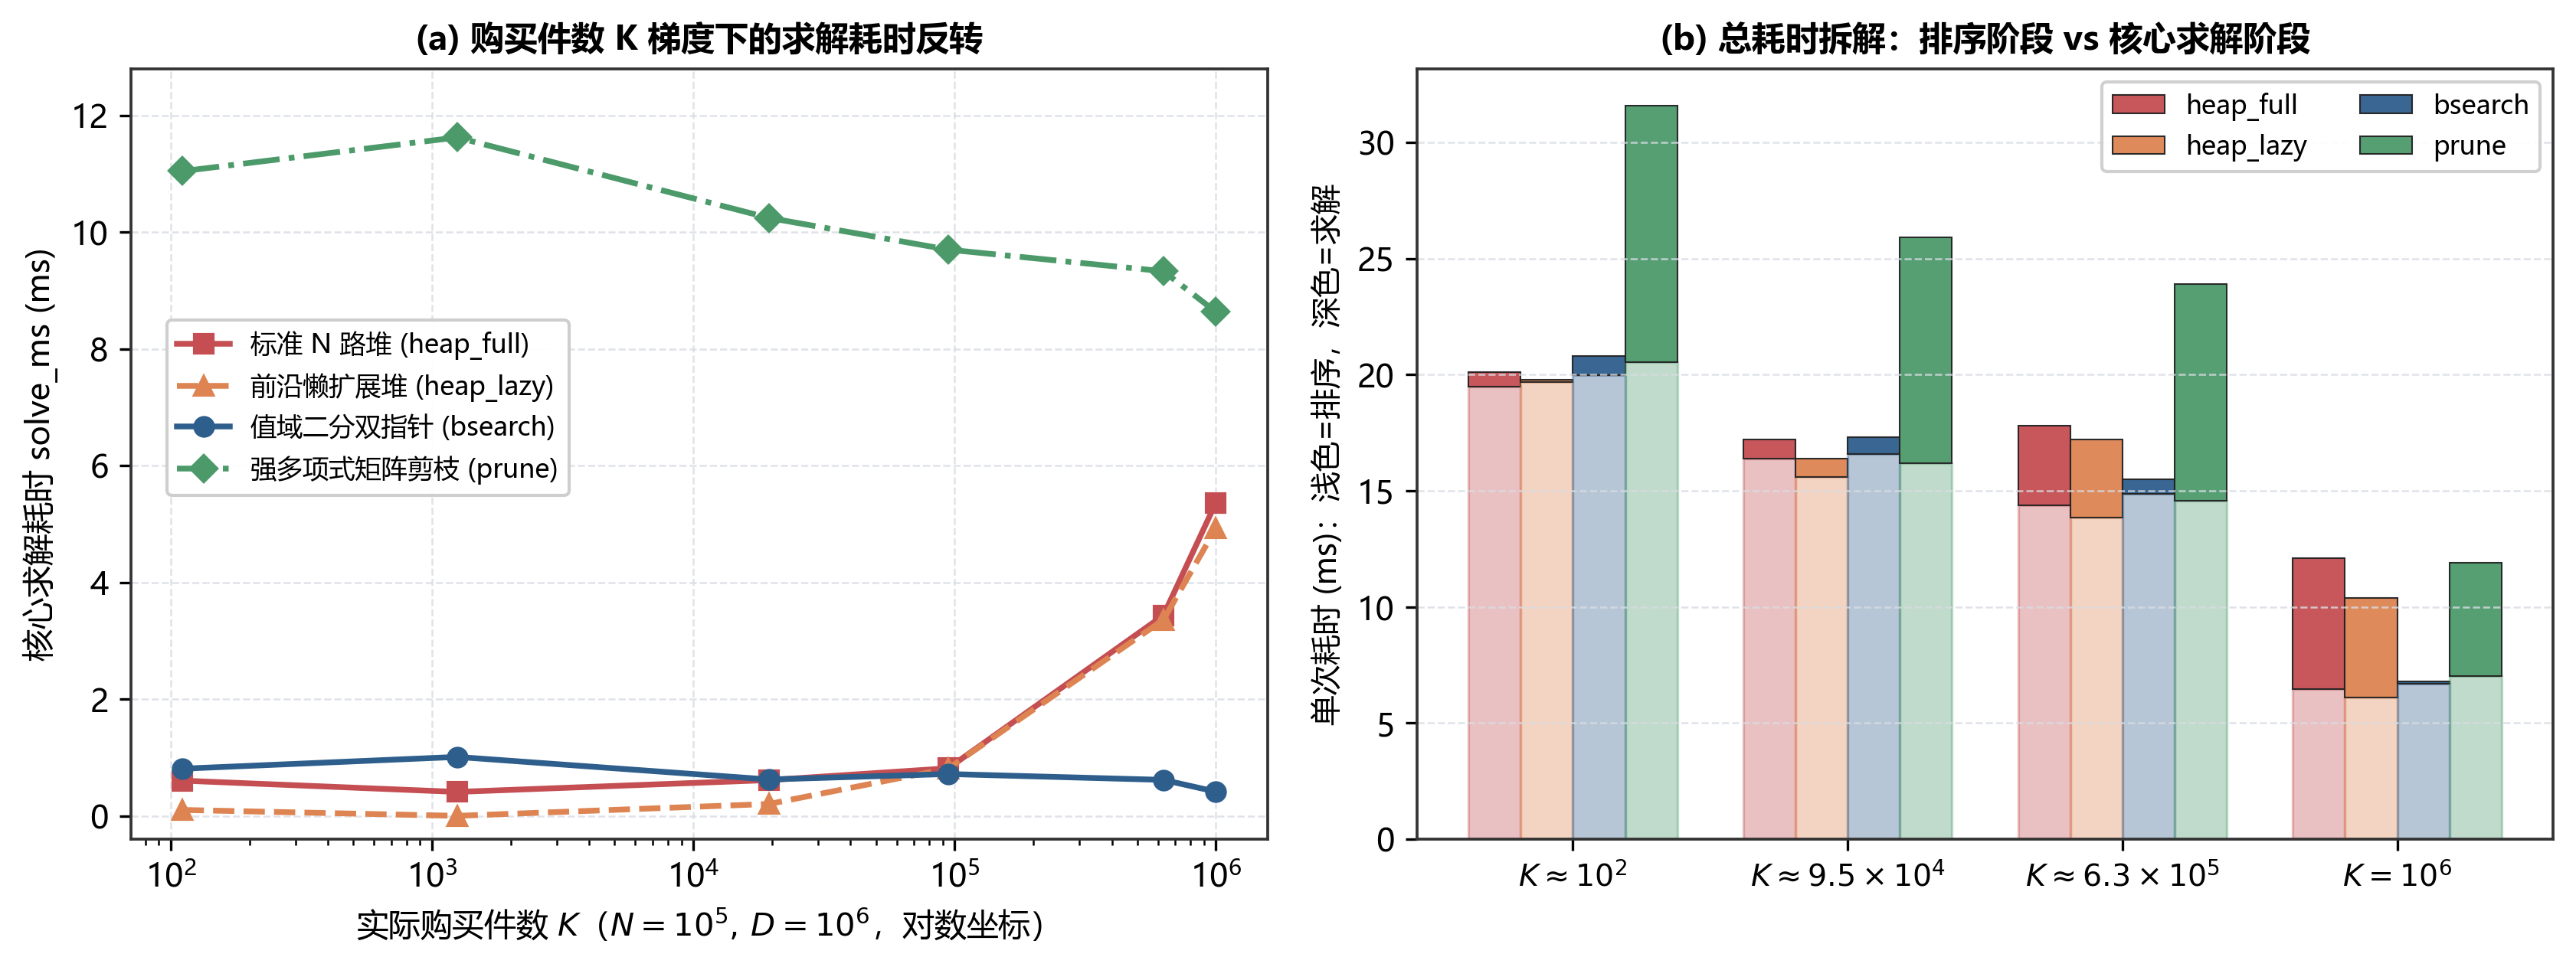 (a) 购买件数 K 梯度下的求解耗时反转
核心求解耗时 solve_ms (ms)
12
10
8
6
4
2
0
标准 N 路堆 (heap_full)
前沿懒扩展堆 (heap_lazy)
值域二分双指针 (bsearch)
强多项式矩阵剪枝 (prune)
10² 10³ 10⁴ 10⁵ 10⁶
实际购买件数 K（N = 10⁵, D = 10⁶，对数坐标）
(b) 总耗时拆解：排序阶段 vs 核心求解阶段
单次耗时 (ms)：浅色=排序，深色=求解
30
25
20
15
10
5
0
heap_full bsearch
heap_lazy prune
K ≈ 10² K ≈ 9.5 × 10⁴ K ≈ 6.3 × 10⁵ K = 10⁶